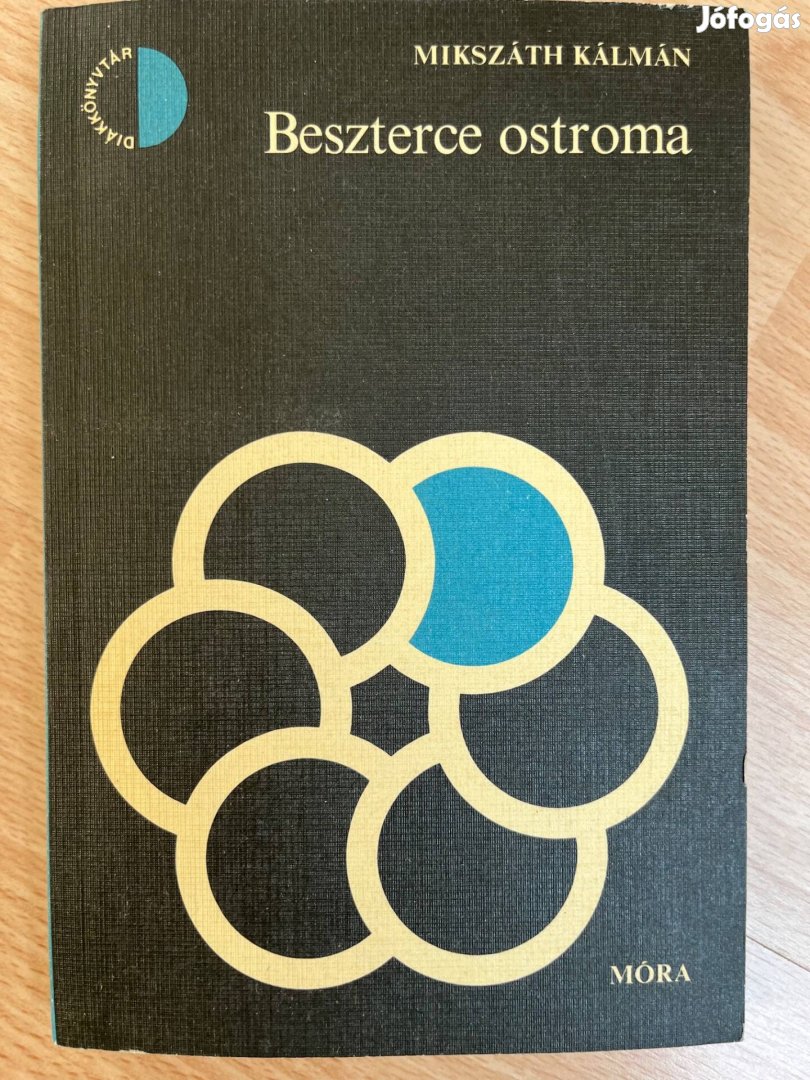 Jófogás
DIÁKKÖNYVTÁR
MIKSZÁTH KÁLMÁN
Beszterce ostroma
MÓRA